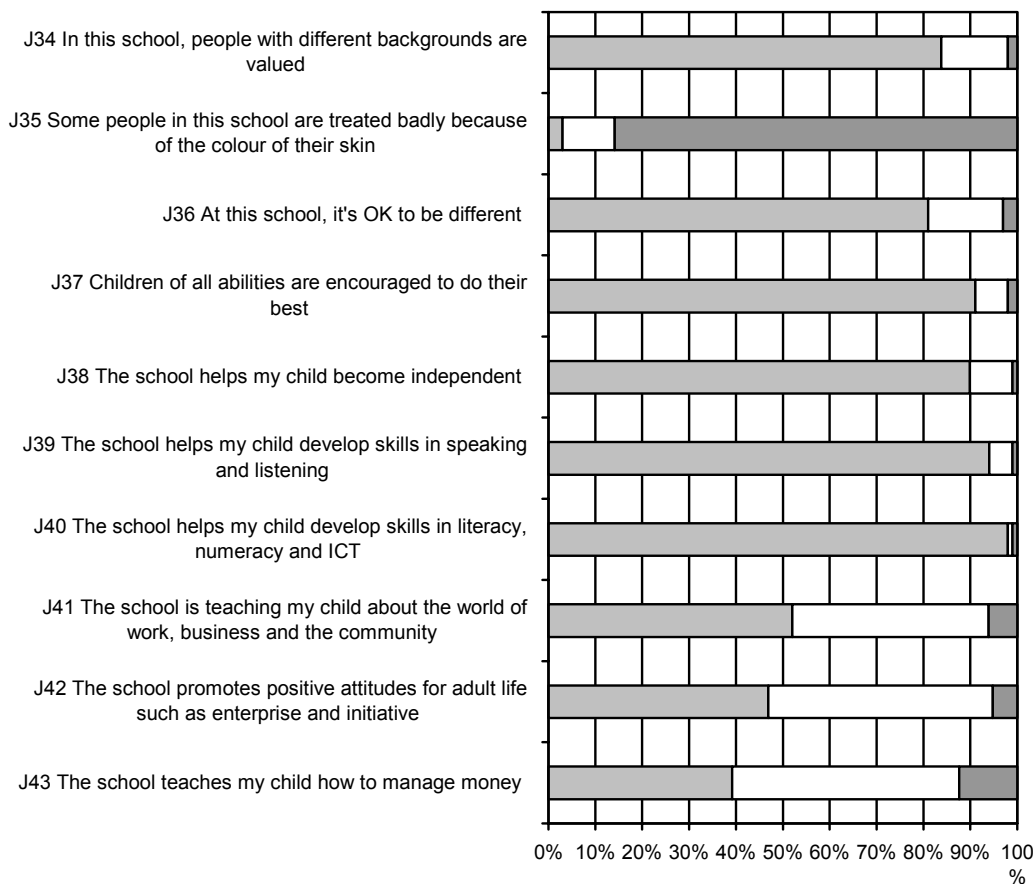 J34 In this school, people with different backgrounds are
valued
J35 Some people in this school are treated badly because
of the colour of their skin
J36 At this school, it's OK to be different
J37 Children of all abilities are encouraged to do their
best
J38 The school helps my child become independent
J39 The school helps my child develop skills in speaking
and listening
J40 The school helps my child develop skills in literacy,
numeracy and ICT
J41 The school is teaching my child about the world of
work, business and the community
J42 The school promotes positive attitudes for adult life
such as enterprise and initiative
J43 The school teaches my child how to manage money
0% 10% 20% 30% 40% 50% 60% 70% 80% 90% 100
%